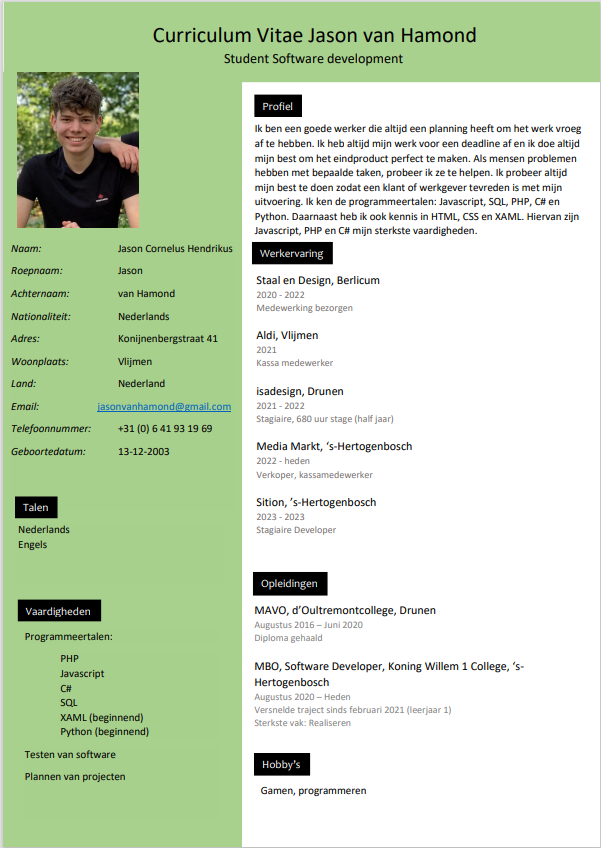 Curriculum Vitae Jason van Hamond
Student Software development
Naam: Jason Cornelus Hendrikus
Roepnaam: Jason
Achternaam: van Hamond
Nationaliteit: Nederlands
Adres: Konijnenbergstraat 41
Woonplaats: Vlijmen
Land: Nederland
Email: jasonvanhamond@gmail.com
Telefoonnummer: +31 (0) 6 41 93 19 69
Geboortedatum: 13-12-2003
Talen
Nederlands
Engels
Vaardigheden
Programmeertalen:
PHP
Javascript
C#
SQL
XAML (beginnend)
Python (beginnend)
Testen van software
Plannen van projecten
Profiel
Ik ben een goede werker die altijd een planning heeft om het werk vroeg
af te hebben. Ik heb altijd mijn werk voor een deadline af en ik doe altijd
mijn best om het eindproduct perfect te maken. Als mensen problemen
hebben met bepaalde taken, probeer ik ze te helpen. Ik probeer altijd
mijn best te doen zodat een klant of werkgever tevreden is met mijn
uitvoering. Ik ken de programmeertalen: Javascript, SQL, PHP, C# en
Python. Daarnaast heb ik ook kennis in HTML, CSS en XAML. Hiervan zijn
Javascript, PHP en C# mijn sterkste vaardigheden.
Werkervaring
Staal en Design, Berlicum
2020 - 2022
Medewerking bezorgen
Aldi, Vlijmen
2021
Kassa medewerker
isadesign, Drunen
2021 - 2022
Stagiaire, 680 uur stage (half jaar)
Media Markt, ‘s-Hertogenbosch
2022 - heden
Verkoper, kassamedewerker
Sition, ’s-Hertogenbosch
2023 - 2023
Stagiaire Developer
Opleidingen
MAVO, d’Oultremontcollege, Drunen
Augustus 2016 – Juni 2020
Diploma gehaald
MBO, Software Developer, Koning Willem 1 College, ‘s-
Hertogenbosch
Augustus 2020 – Heden
Versnelde traject sinds februari 2021 (leerjaar 1)
Sterkste vak: Realiseren
Hobby’s
Gamen, programmeren